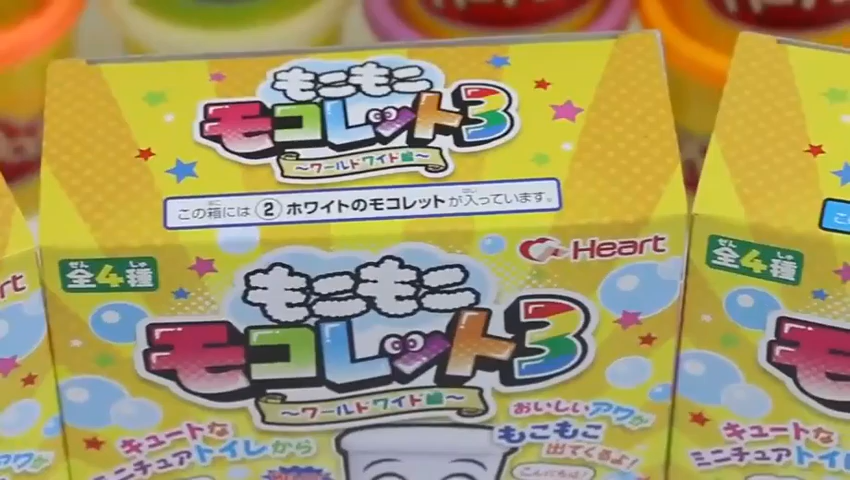 もこもこ
モコレット3
～ワールドワイド編～
この箱には②ホワイトのモコレットが入っています。
Heart
全4種
もこもこ
モコレット3
～ワールドワイド編～
キュートな
ミニチュアトイレから
おいしいアワが
もこもこ
出てくるよ!
こんにちは!
全4種
キュートな
ミニチュアトイ